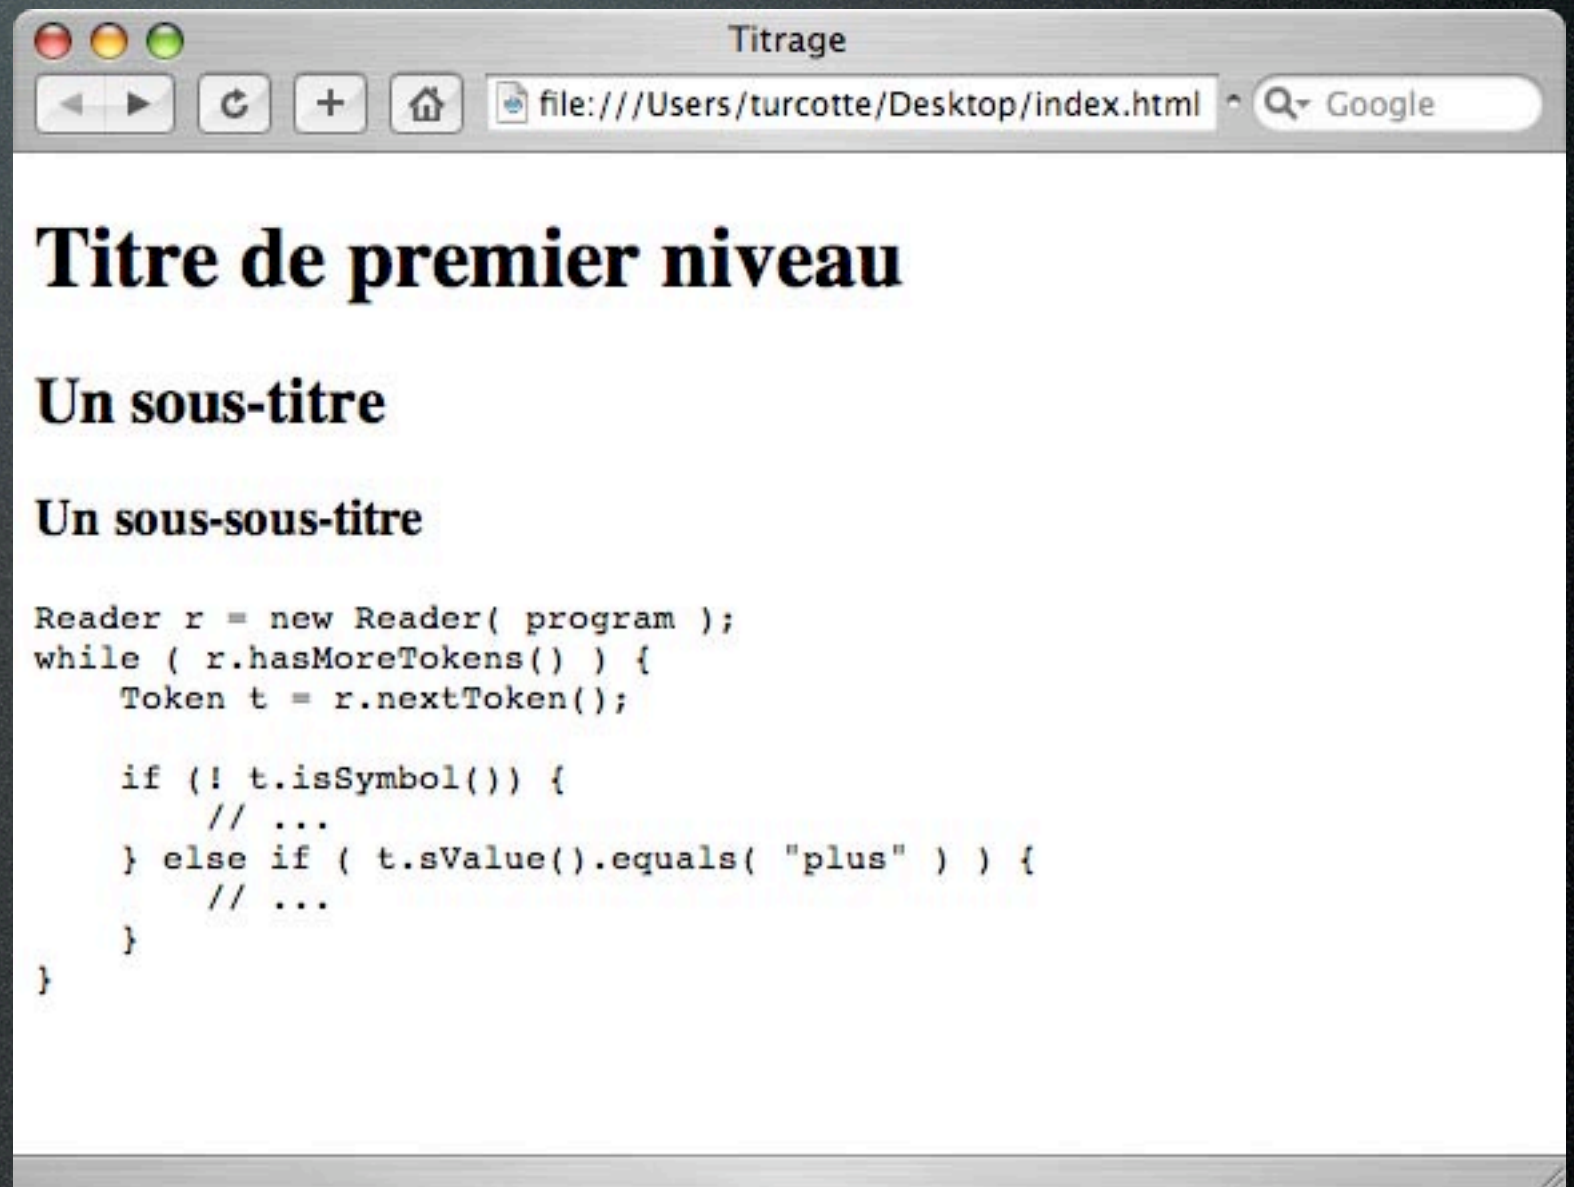 Titrage
file:///Users/turcotte/Desktop/index.html Google
Titre de premier niveau
Un sous-titre
Un sous-sous-titre
Reader r = new Reader( program );
while ( r.hasMoreTokens() ) {
    Token t = r.nextToken();

    if (! t.isSymbol()) {
        // ...
    } else if ( t.sValue().equals( "plus" ) ) {
        // ...
    }
}